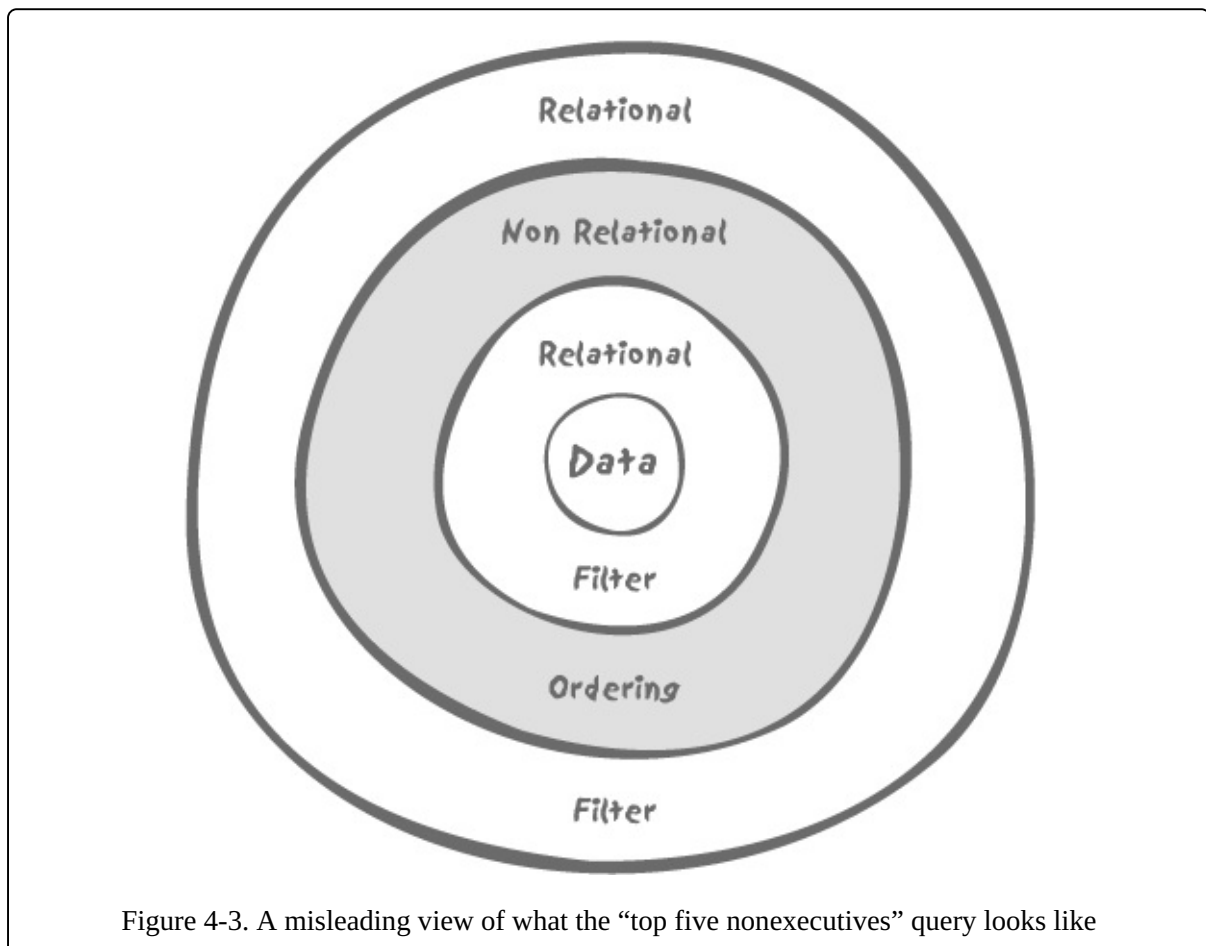 Relational
Non Relational
Relational
Data
Filter
Ordering
Filter
Figure 4-3. A misleading view of what the “top five nonexecutives” query looks like